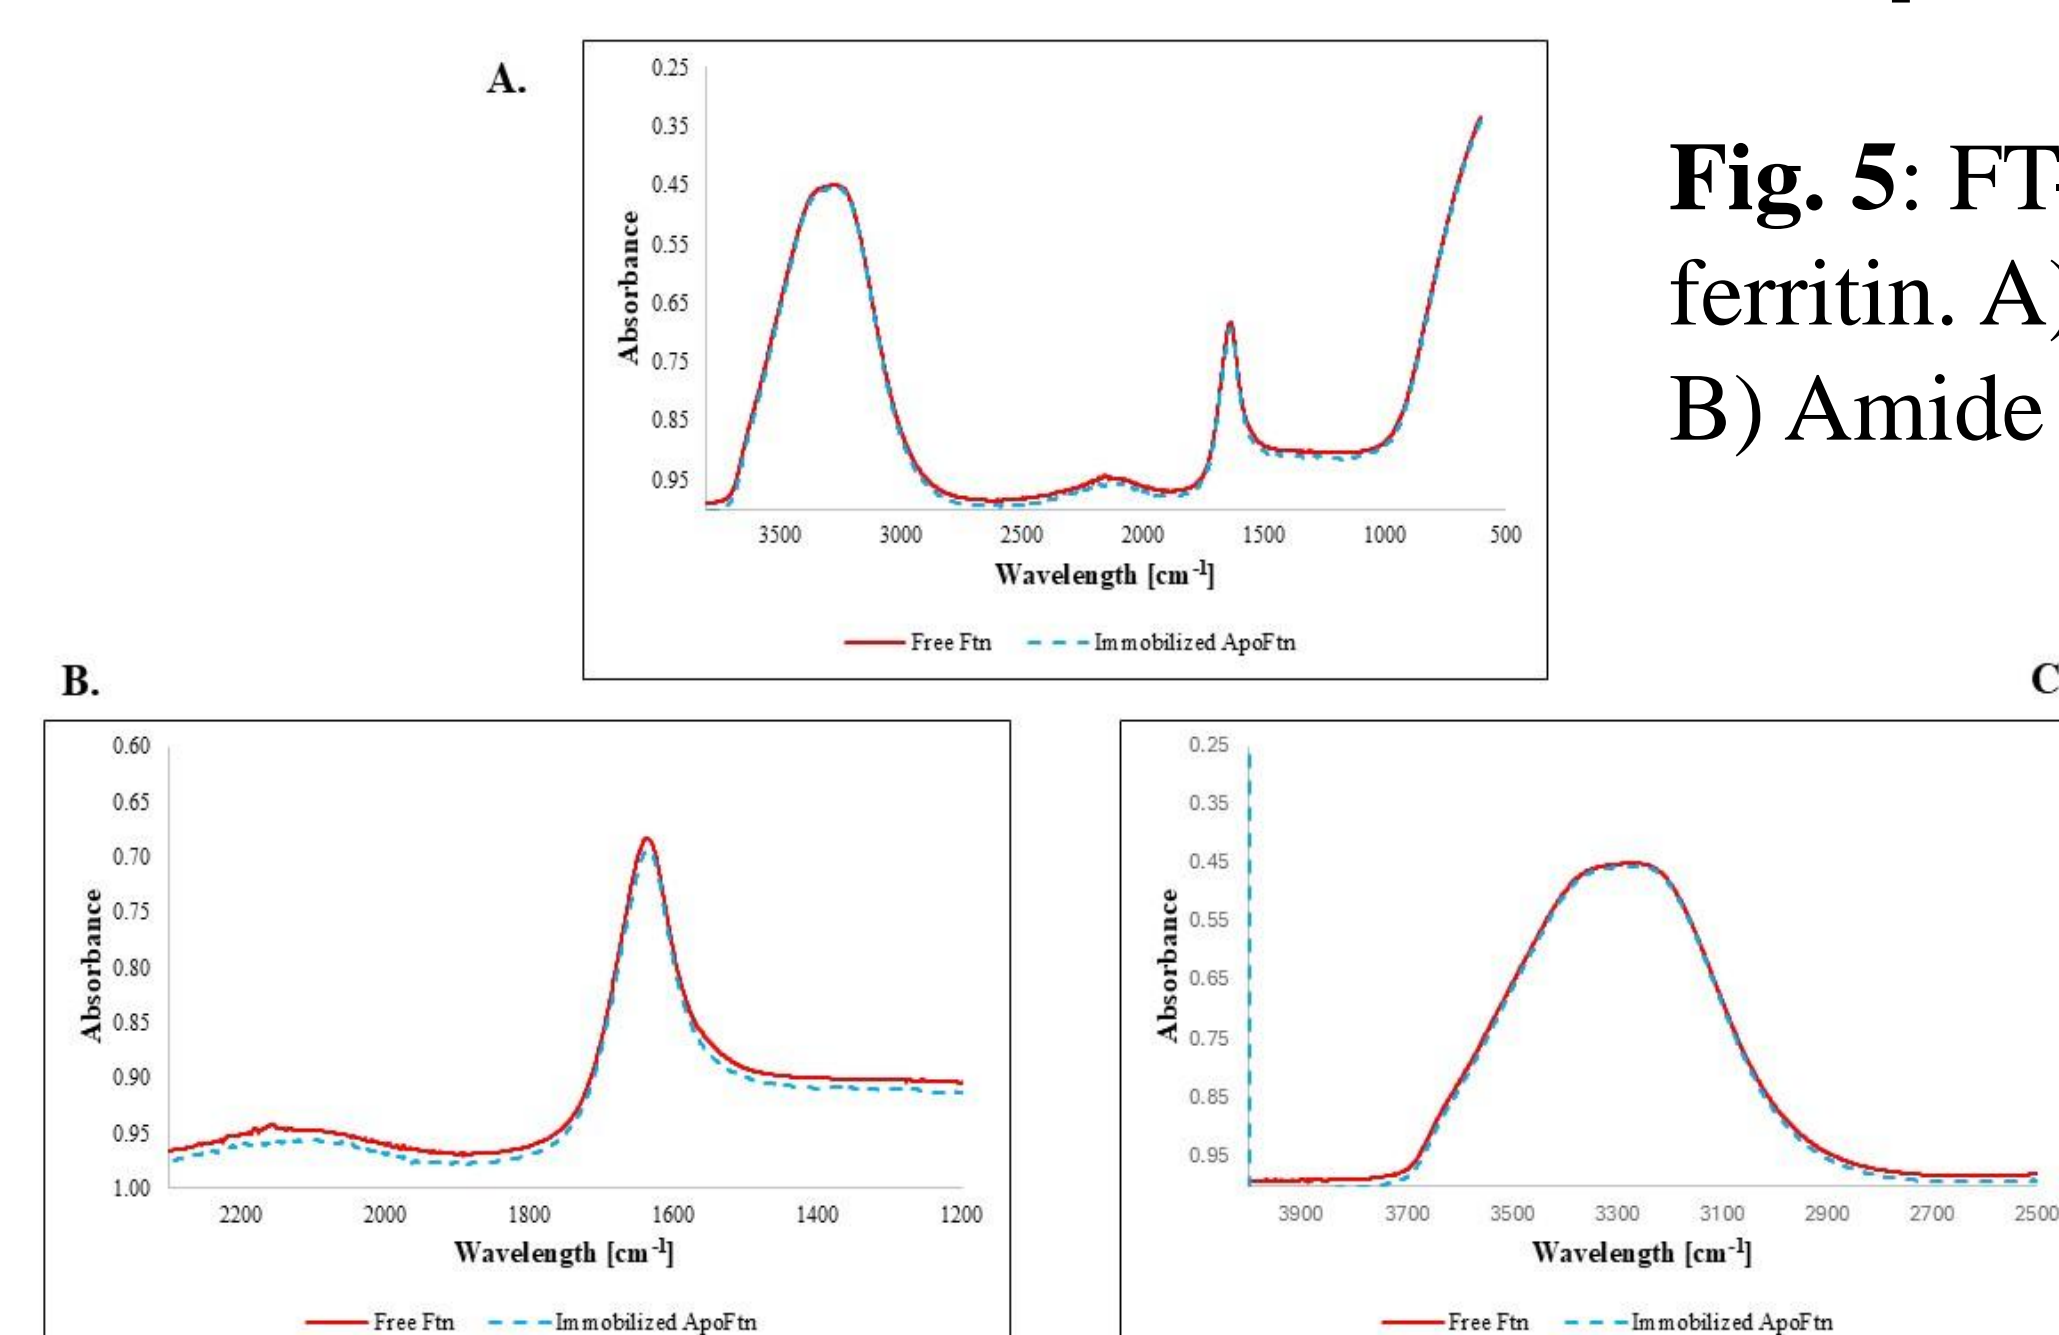 A.
0.25
0.35
0.45
0.55
0.65
0.75
0.85
0.95
Absorbance
3500 3000 2500 2000 1500 1000 500
Wavelength [cm-1]
Free Ftn Immobilized ApoFtn
Fig. 5: FT-
ferritin. A)
B) Amide
B.
0.60
0.65
0.70
0.75
0.80
0.85
0.90
0.95
1.00
Absorbance
2200 2000 1800 1600 1400 1200
Wavelength [cm-1]
Free Ftn Immobilized ApoFtn
C
0.25
0.35
0.45
0.55
0.65
0.75
0.85
0.95
Absorbance
3900 3700 3500 3300 3100 2900 2700 2500
Wavelength [cm-1]
Free Ftn Immobilized ApoFtn